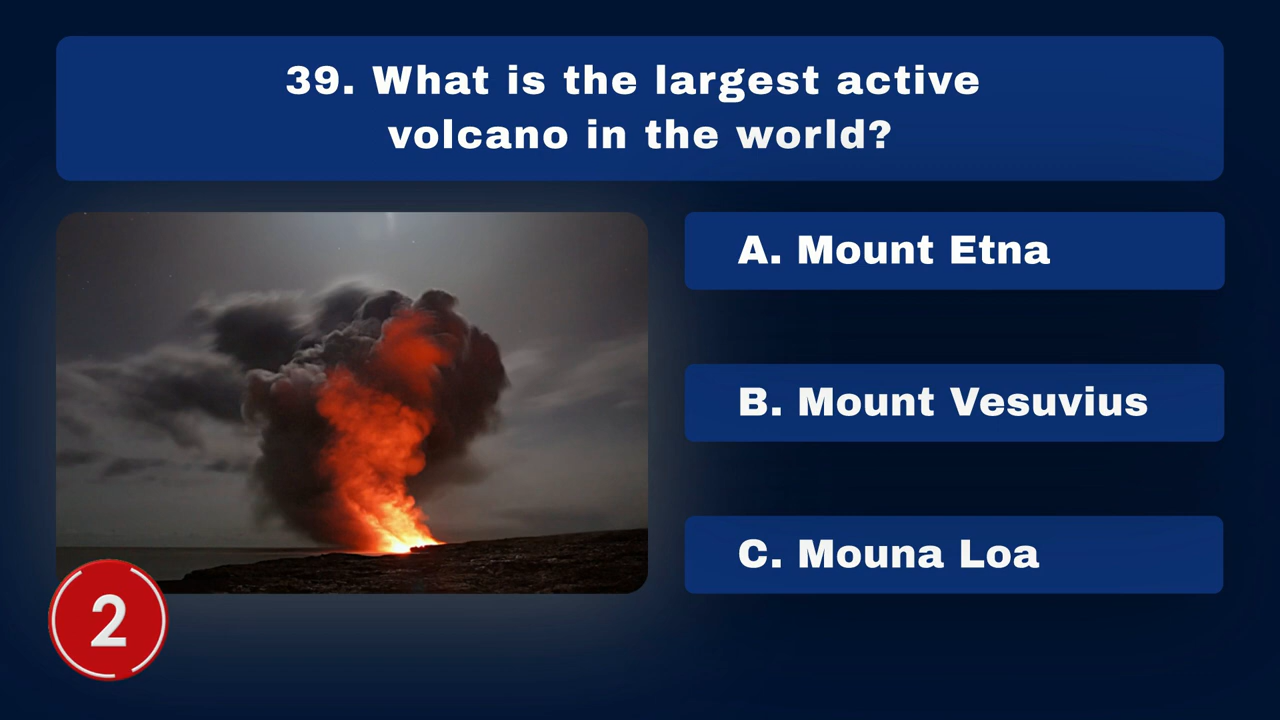 39. What is the largest active
volcano in the world?
A. Mount Etna
B. Mount Vesuvius
C. Mouna Loa
2